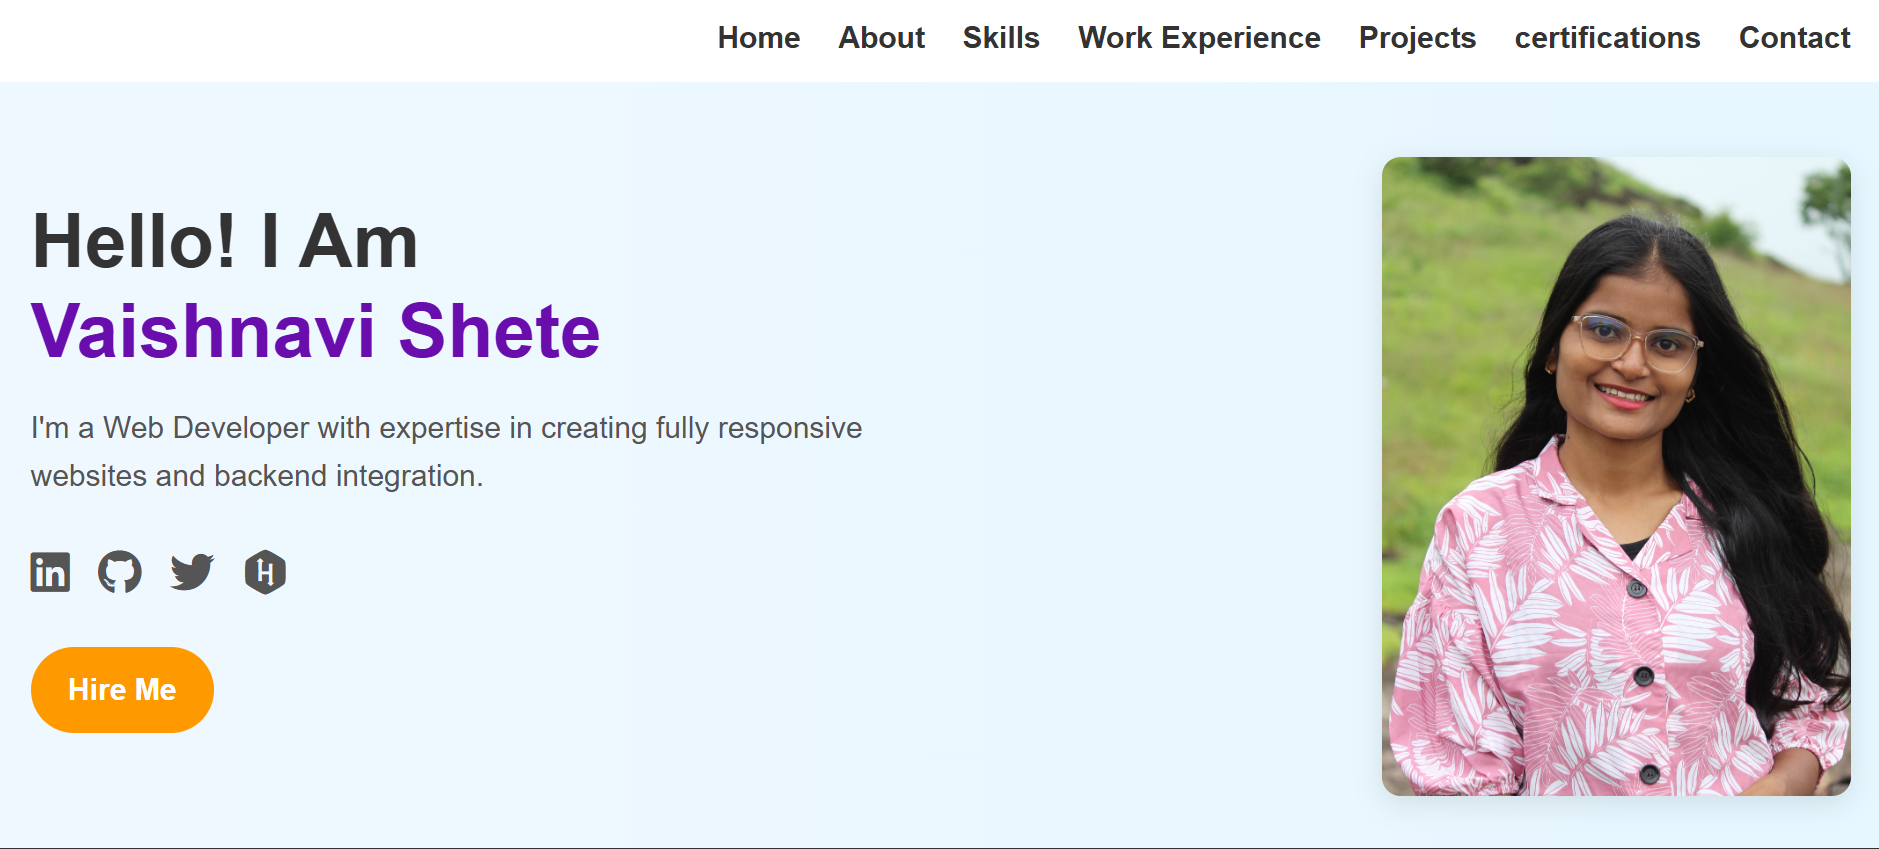 Home About Skills Work Experience Projects certifications Contact
Hello! I Am
Vaishnavi Shete
I'm a Web Developer with expertise in creating fully responsive
websites and backend integration.
in H
Hire Me